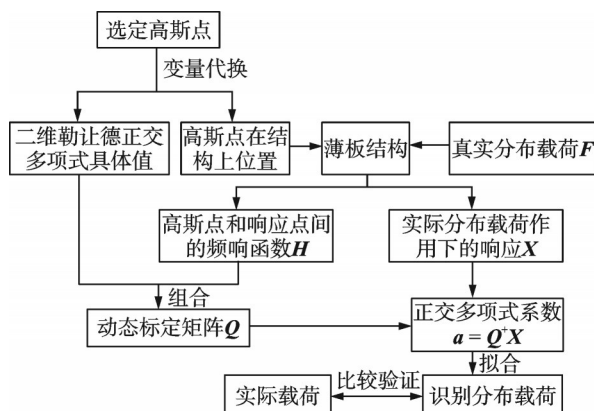 选定高斯点
变量代换
二维勒让德正交
多项式具体值
高斯点在结
构上位置
薄板结构
真实分布载荷F
高斯点和响应点间
的频响函数H
实际分布载荷作
用下的响应X
组合
动态标定矩阵Q
正交多项式系数
a = Q⁺X
拟合
实际载荷
比较验证
识别分布载荷